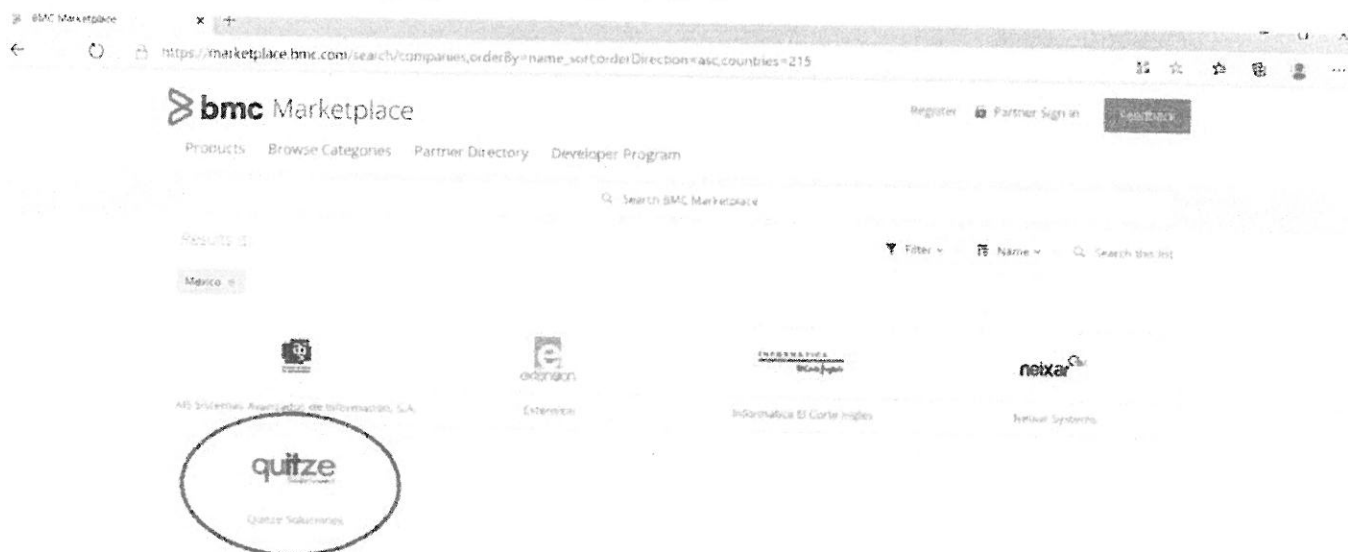 BMC Marketplace
https://marketplace.bmc.com/search/companies,orderBy=name_sort;orderDirection=asc;countries=215
bmc Marketplace
Register Partner Sign in Feedback
Products Browse Categories Partner Directory Developer Program
Search BMC Marketplace
Filter Name Search this list
Mexico
extension
INFORMATICA
neixar
AIS Sistemas Avanzados de Información, S.A.
Extension
Informatica El Corte Ingles
Neixar Systems
quitze
Quitze Soluciones